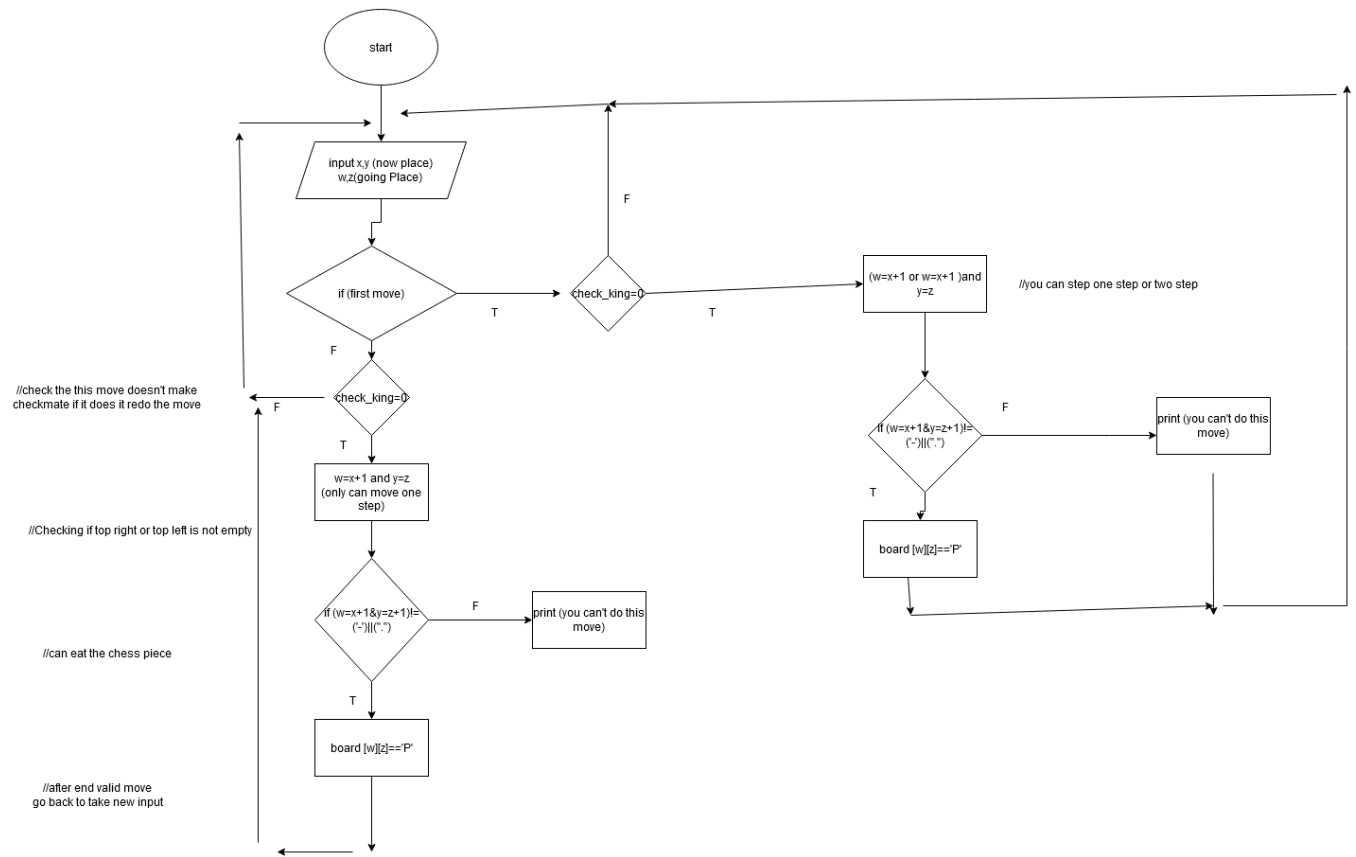 start
input x,y (now place)
w,z(going Place)
F
if (first move)
check_king=0
(w=x+1 or w=x+1 )and
y=z
//you can step one step or two step
T
T
F
//check the this move doesn't make
checkmate if it does it redo the move
check_king=0
F
F
if (w=x+1&y=z+1)!=
('-')||(".")
print (you can't do this
move)
T
w=x+1 and y=z
(only can move one
step)
T
//Checking if top right or top left is not empty
board [w][z]=='P'
if (w=x+1&y=z+1)!=
('-')||(".")
F
print (you can't do this
move)
//can eat the chess piece
T
board [w][z]=='P'
//after end valid move
go back to take new input